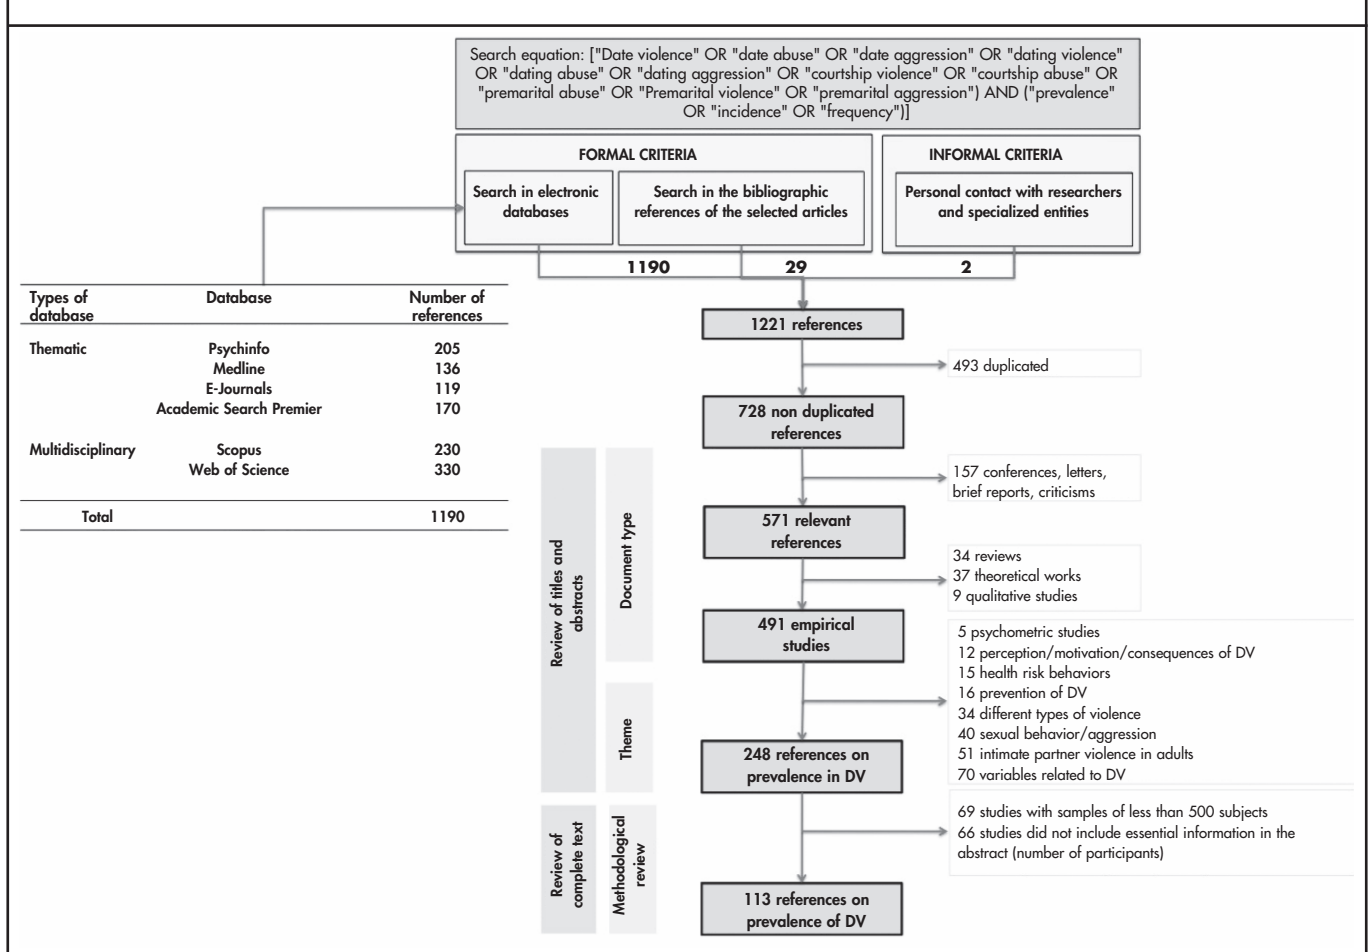 Search equation: ["Date violence" OR "date abuse" OR "date aggression" OR "dating violence"
OR "dating abuse" OR "dating aggression" OR "courtship violence" OR "courtship abuse" OR
"premarital abuse" OR "Premarital violence" OR "premarital aggression") AND ("prevalence"
OR "incidence" OR "frequency")]
FORMAL CRITERIA
INFORMAL CRITERIA
Search in electronic
databases
Search in the bibliographic
references of the selected articles
Personal contact with researchers
and specialized entities
1190
29
2
Types of
database
Database
Number of
references
Thematic
Psychinfo
205
Medline
136
E-Journals
119
Academic Search Premier
170
Multidisciplinary
Scopus
230
Web of Science
330
Total
1190
1221 references
493 duplicated
728 non duplicated
references
157 conferences, letters,
brief reports, criticisms
571 relevant
references
34 reviews
37 theoretical works
9 qualitative studies
491 empirical
studies
5 psychometric studies
12 perception/motivation/consequences of DV
15 health risk behaviors
16 prevention of DV
34 different types of violence
40 sexual behavior/aggression
51 intimate partner violence in adults
70 variables related to DV
248 references on
prevalence in DV
69 studies with samples of less than 500 subjects
66 studies did not include essential information in the
abstract (number of participants)
113 references on
prevalence of DV
Review of titles and
abstracts
Document type
Theme
Review of
complete text
Methodological
review